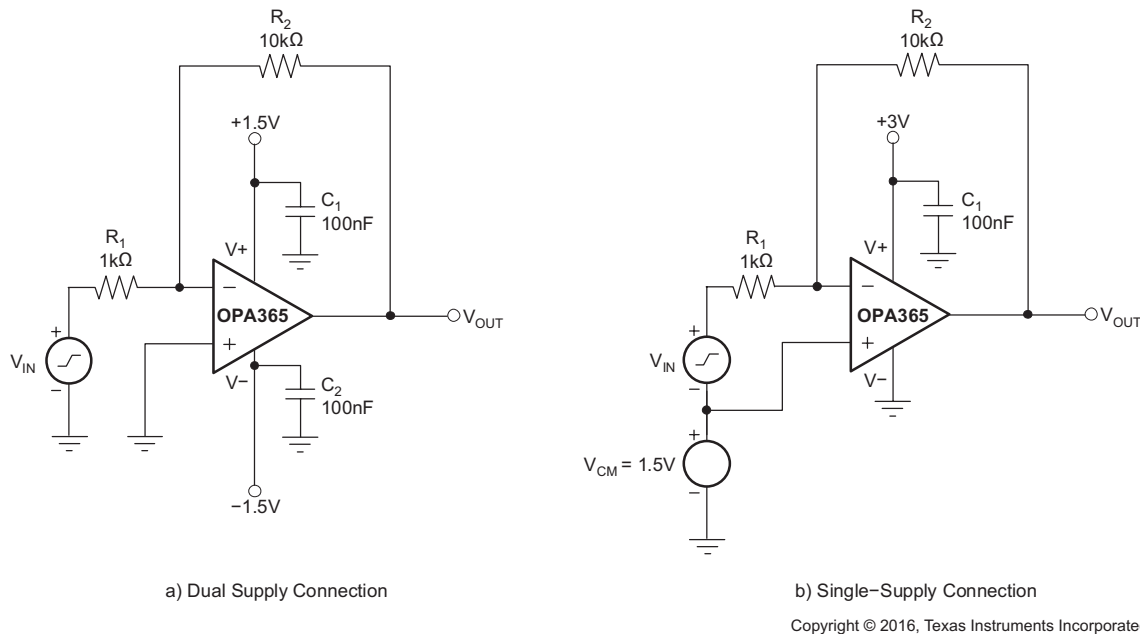 R2
10kΩ
+1.5V
C1
100nF
R1
1kΩ
V+
−
OPA365
+
V−
VOUT
+
VIN
−
C2
100nF
−1.5V
a) Dual Supply Connection
R2
10kΩ
+3V
C1
100nF
R1
1kΩ
V+
−
OPA365
+
V−
VOUT
+
VIN
−
+
VCM = 1.5V
−
b) Single−Supply Connection
Copyright © 2016, Texas Instruments Incorporate